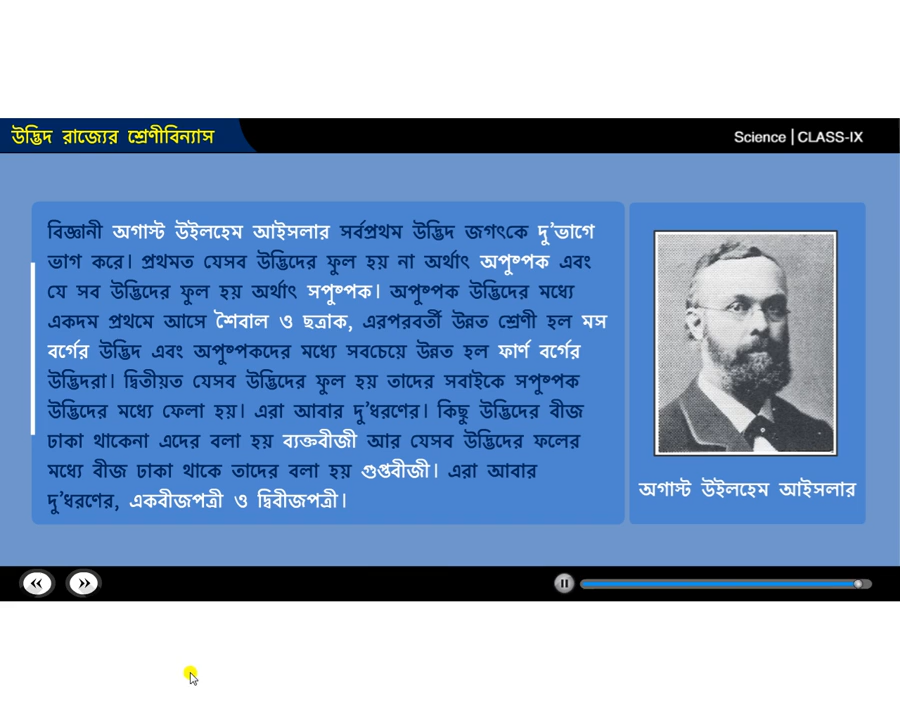 উদ্ভিদ রাজ্যের শ্রেণীবিন্যাস
Science | CLASS-IX
বিজ্ঞানী অগাস্ট উইলহেম আইসলার সর্বপ্রথম উদ্ভিদ জগৎকে দু’ভাগে
ভাগ করে। প্রথমত যেসব উদ্ভিদের ফুল হয় না অর্থাৎ অপুষ্পক এবং
যে সব উদ্ভিদের ফুল হয় অর্থাৎ সপুষ্পক। অপুষ্পক উদ্ভিদের মধ্যে
একদম প্রথমে আসে শৈবাল ও ছত্রাক, এরপরবর্তী উন্নত শ্রেণী হল মস
বর্গের উদ্ভিদ এবং অপুষ্পকদের মধ্যে সবচেয়ে উন্নত হল ফার্ণ বর্গের
উদ্ভিদরা। দ্বিতীয়ত যেসব উদ্ভিদের ফুল হয় তাদের সবাইকে সপুষ্পক
উদ্ভিদের মধ্যে ফেলা হয়। এরা আবার দু’ধরণের। কিছু উদ্ভিদের বীজ
ঢাকা থাকেনা এদের বলা হয় ব্যক্তবীজী আর যেসব উদ্ভিদের ফলের
মধ্যে বীজ ঢাকা থাকে তাদের বলা হয় গুপ্তবীজী। এরা আবার
দু’ধরণের, একবীজপত্রী ও দ্বিবীজপত্রী।
অগাস্ট উইলহেম আইসলার